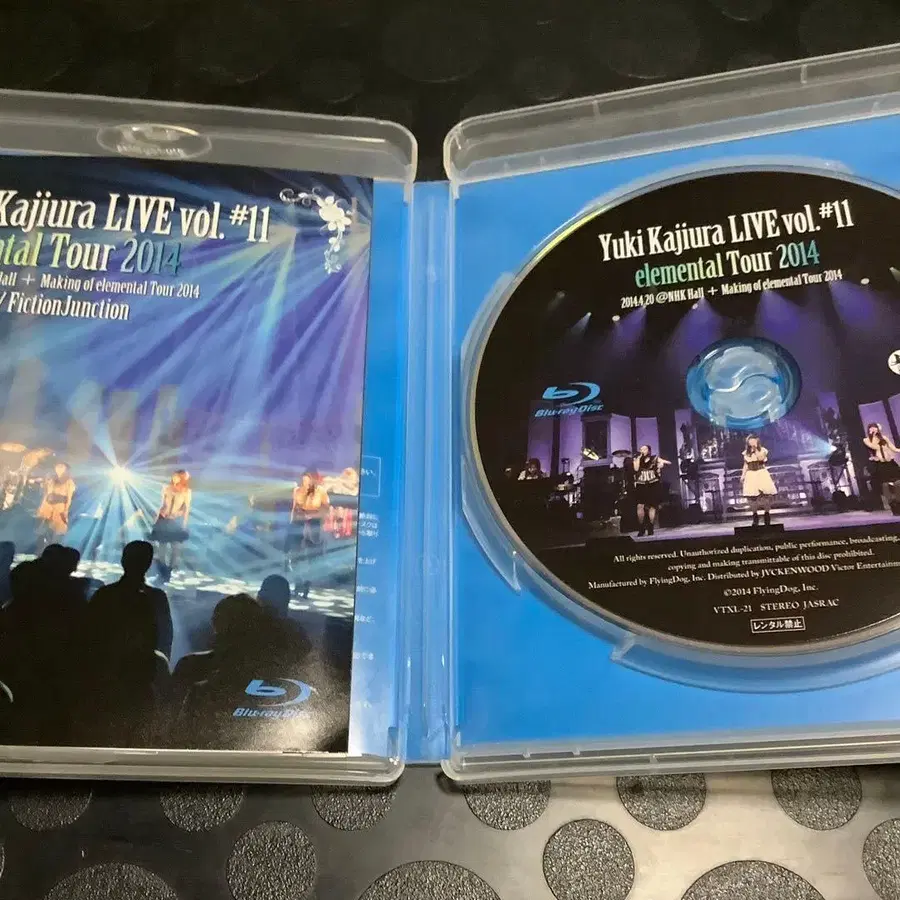 Kajiura LIVE vol.#11
ntal Tour 2014
Hall + Making of elemental Tour 2014
/ FictionJunction
Blu-ray Disc
Yuki Kajiura LIVE vol.#11
elemental Tour 2014
2014.4.20 @NHK Hall + Making of elemental Tour 2014
Blu-ray Disc
All rights reserved. Unauthorized duplication, public performance, broadcasting,
copying and making transmittable of this disc prohibited.
Manufactured by FlyingDog, Inc. Distributed by JVCKENWOOD Victor Entertainm
©2014 FlyingDog, Inc.
VTXL-21 STEREO JASRAC
レンタル禁止